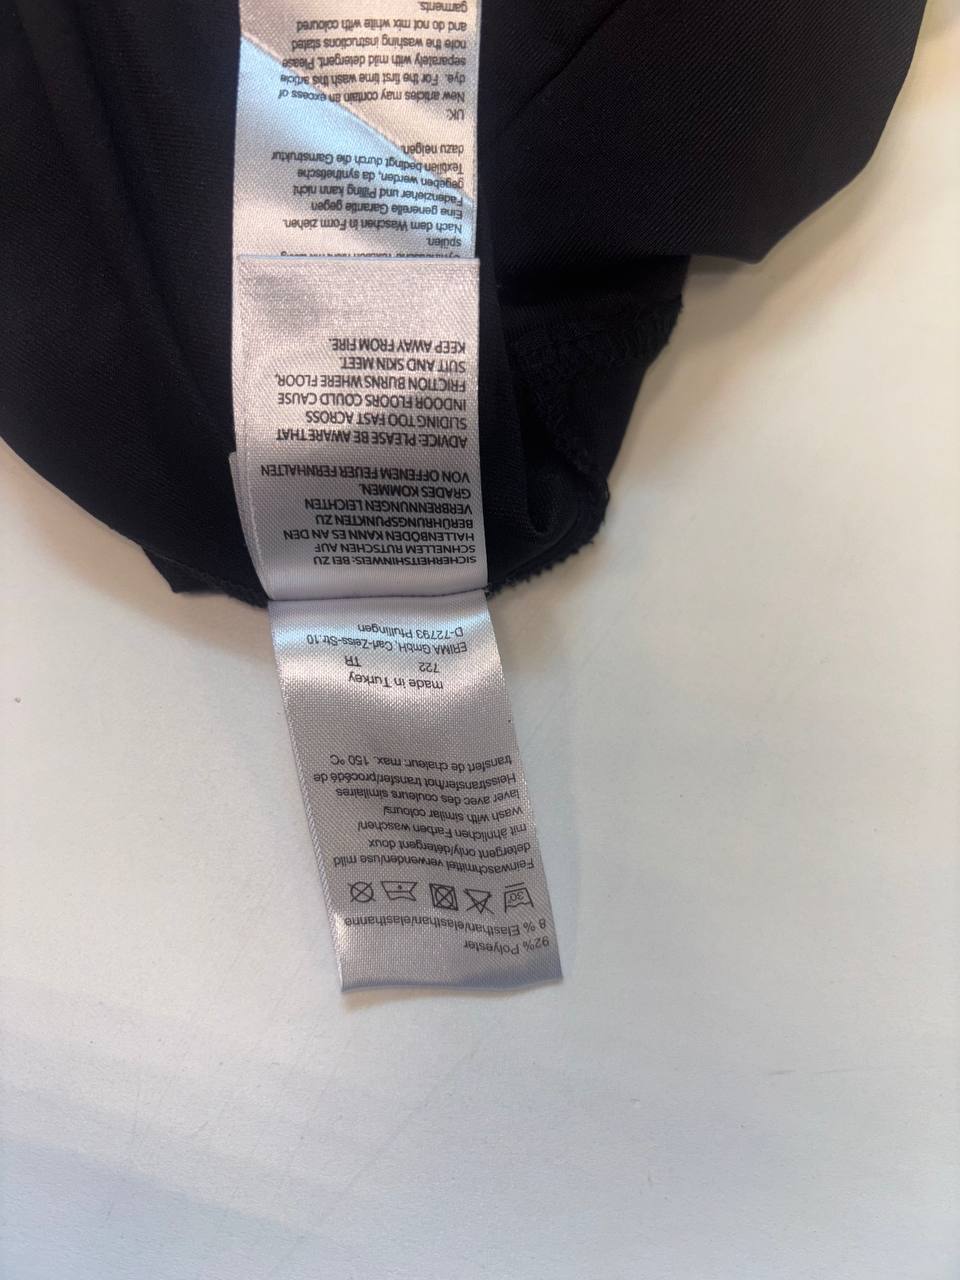 92% Polyester
8 % Elasthan/elasthan/elasthanne
30°
Feinwaschmittel verwenden/use mild
detergent only/détergent doux
mit ähnlichen Farben waschen/
wash with similar colours/
laver avec des couleurs similaires
Heisstransfer/hot transfer/procédé de
transfert de chaleur: max. 150 °C
made in Turkey
722 TR
ERIMA GmbH, Carl-Zeiss-Str.10
D-72793 Pfullingen
SICHERHEITSHINWEIS: BEI ZU
SCHNELLEM RUTSCHEN AUF
HALLENBÖDEN KANN ES AN DEN
BERÜHRUNGSPUNKTEN ZU
VERBRENNUNGEN LEICHTEN
GRADES KOMMEN.
VON OFFENEM FEUER FERNHALTEN
ADVICE: PLEASE BE AWARE THAT
SLIDING TOO FAST ACROSS
INDOOR FLOORS COULD CAUSE
FRICTION BURNS WHERE FLOOR,
SUIT AND SKIN MEET.
KEEP AWAY FROM FIRE.
spülen.
Nach dem Waschen in Form ziehen.
Eine generelle Garantie gegen
Fadenzieher und Pilling kann nicht
gegeben werden, da synthetische
Textilien bedingt durch die Garnstruktur
dazu neigen.
UK:
New articles may contain an excess of
dye. For the first time wash this article
separately with mild detergent. Please
note the washing instructions stated
and do not mix white with coloured
garments.